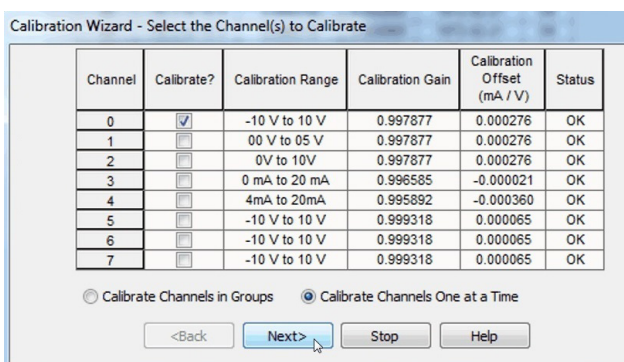 Calibration Wizard - Select the Channel(s) to Calibrate
Channel Calibrate? Calibration Range Calibration Gain Calibration Offset (mA / V) Status
0 -10 V to 10 V 0.997877 0.000276 OK
1 00 V to 05 V 0.997877 0.000276 OK
2 0V to 10V 0.997877 0.000276 OK
3 0 mA to 20 mA 0.996585 -0.000021 OK
4 4mA to 20mA 0.995892 -0.000360 OK
5 -10 V to 10 V 0.999318 0.000065 OK
6 -10 V to 10 V 0.999318 0.000065 OK
7 -10 V to 10 V 0.999318 0.000065 OK
Calibrate Channels in Groups Calibrate Channels One at a Time
<Back Next> Stop Help